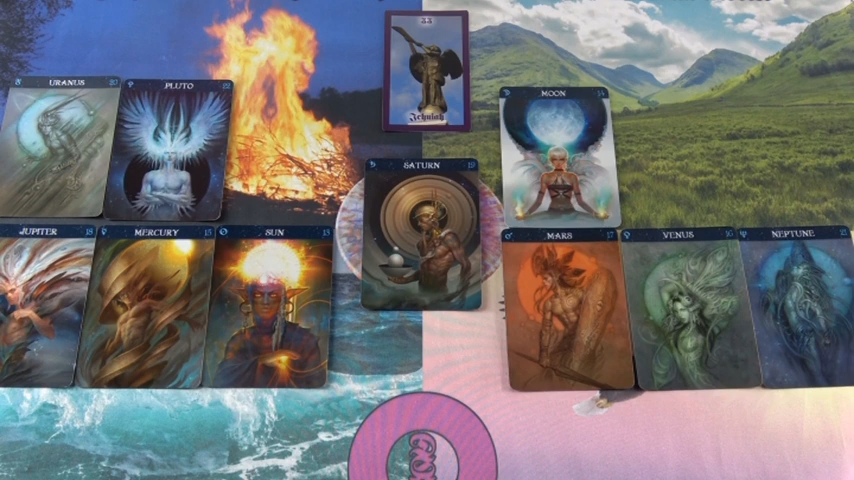 33
Jehuiah
URANUS 20
PLUTO 22
MOON 14
SATURN 19
JUPITER 18
MERCURY 15
SUN 13
MARS 17
VENUS 16
NEPTUNE 21